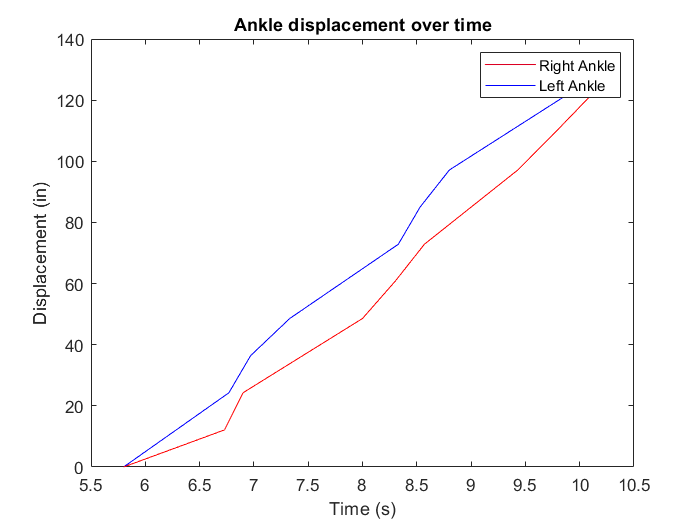 Ankle displacement over time
140
120
100
80
60
40
20
0
Displacement (in)
Right Ankle
Left Ankle
5.5 6 6.5 7 7.5 8 8.5 9 9.5 10 10.5
Time (s)